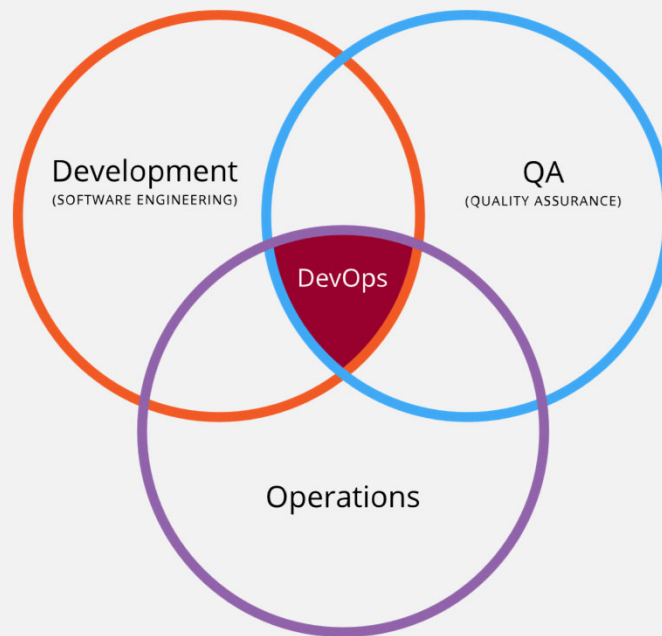 Development
(SOFTWARE ENGINEERING)
QA
(QUALITY ASSURANCE)
DevOps
Operations